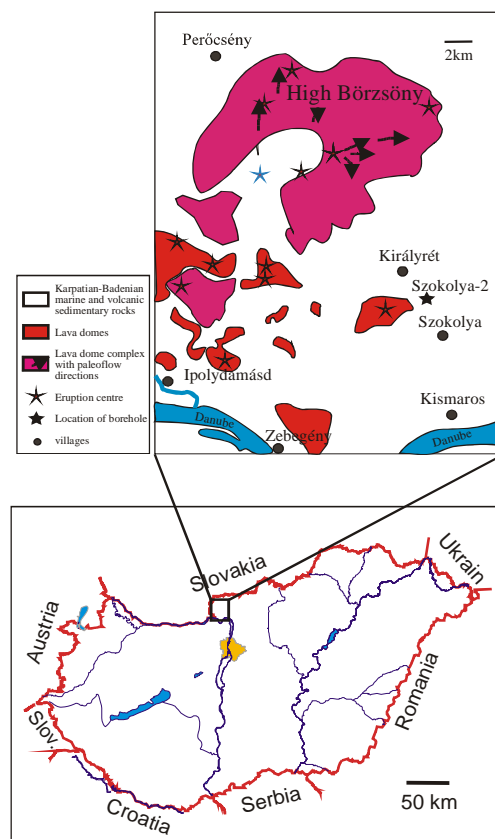 Perőcsény
2km
High Börzsöny
Királyrét
Szokolya-2
Szokolya
Karpatian-Badenian
marine and volcanic
sedimentary rocks
Lava domes
Lava dome complex
with paleoflow
directions
Eruption centre
Location of borehole
villages
Ipolydamásd
Kismaros
Danube
Zebegény
Danube
Slovakia
Ukrain
Austria
Romania
Slov.
Croatia
Serbia
50 km